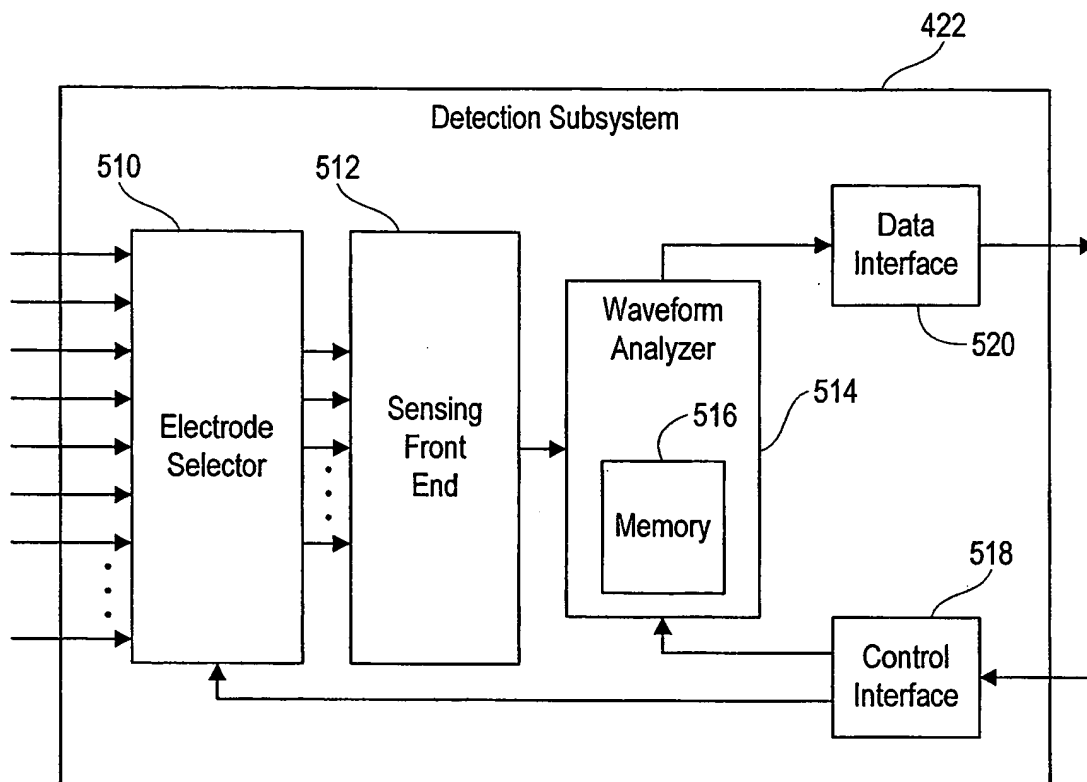 422
Detection Subsystem
510
512
Data
Interface
520
Waveform
Analyzer
514
516
Memory
Electrode
Selector
Sensing
Front
End
518
Control
Interface